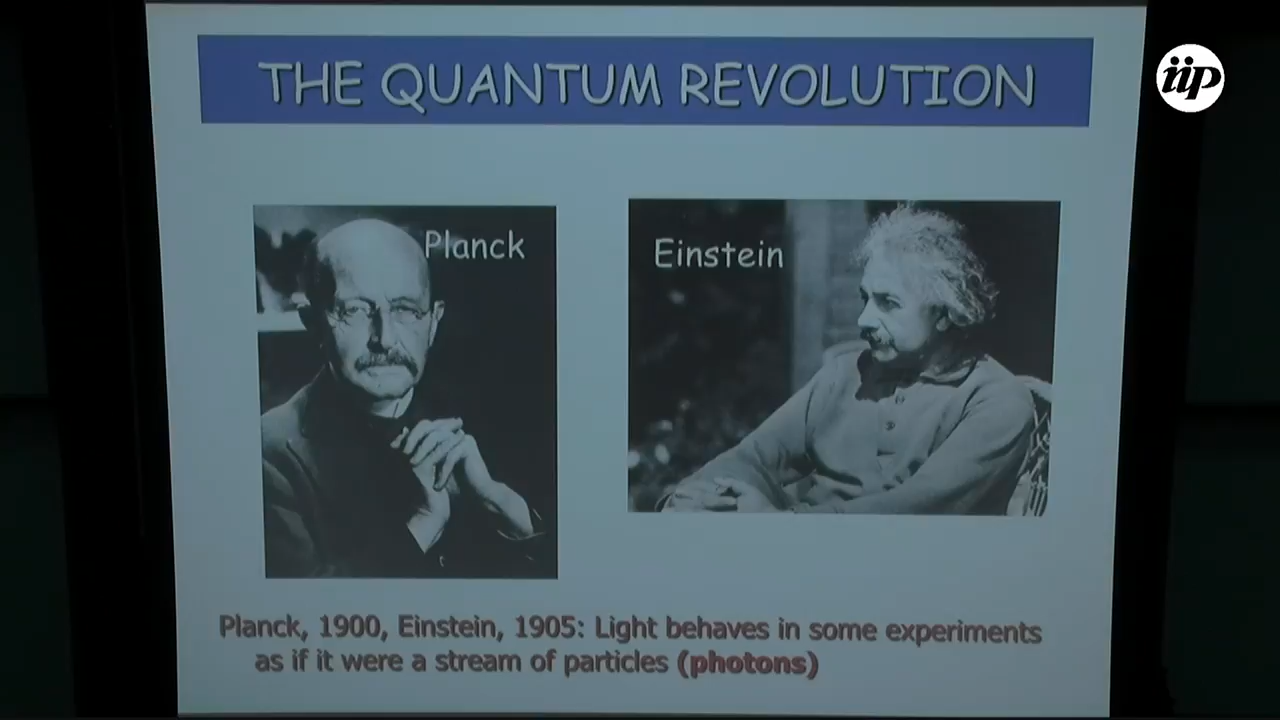 THE QUANTUM REVOLUTION
iip
Planck
Einstein
Planck, 1900, Einstein, 1905: Light behaves in some experiments
as if it were a stream of particles (photons)